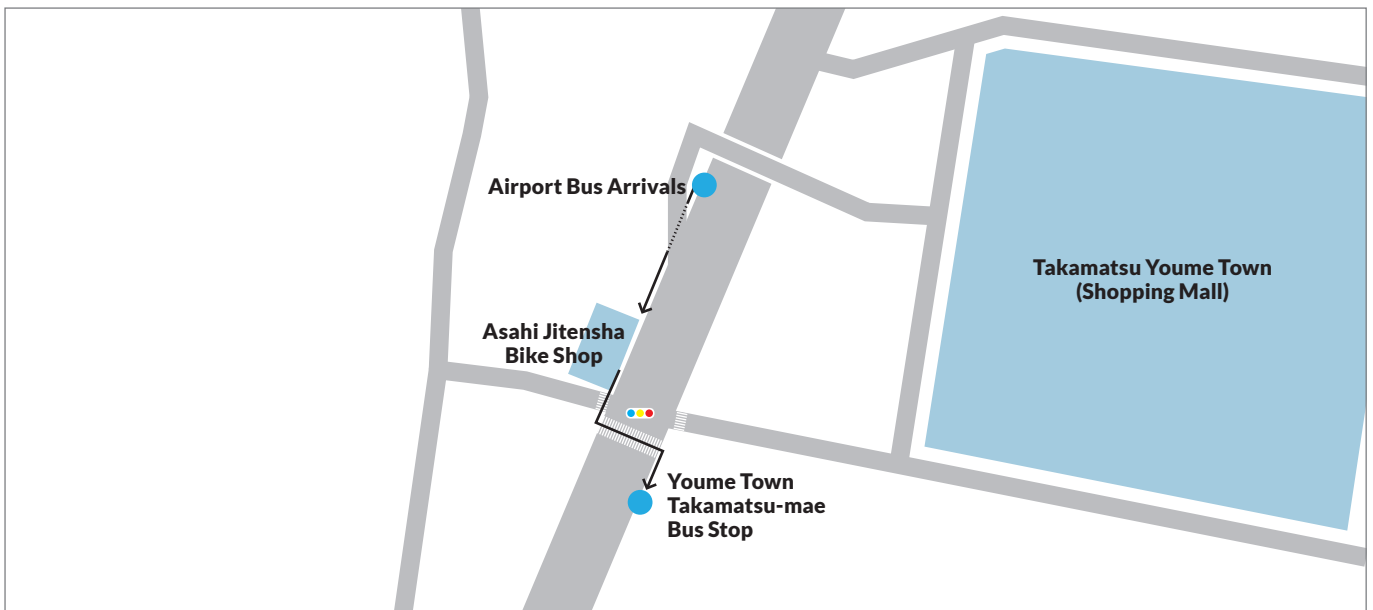 Airport Bus Arrivals
Takamatsu Youme Town
(Shopping Mall)
Asahi Jitensha
Bike Shop
Youme Town
Takamatsu-mae
Bus Stop